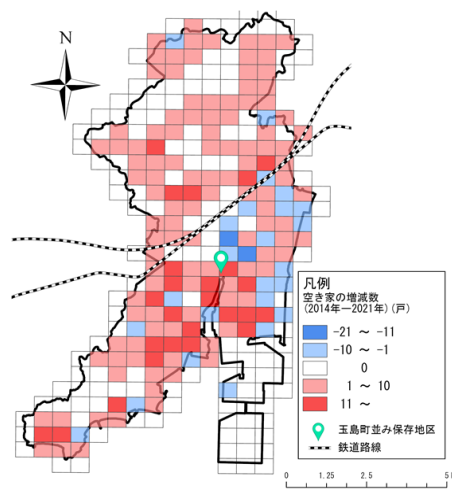 N
凡例
空き家の増減数
(2014年ー2021年)(戸)
-21 ～ -11
-10 ～ -1
0
1 ～ 10
11 ～
玉島町並み保存地区
鉄道路線
0 1.25 2.5 5